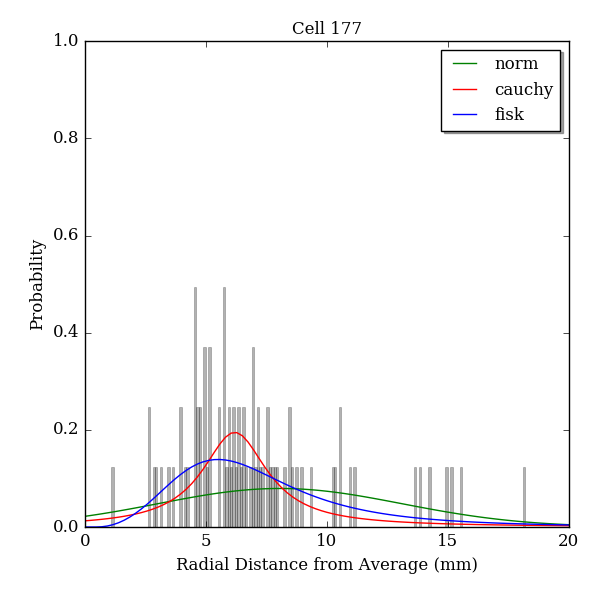 Cell 177
1.0
0.8
0.6
0.4
0.2
0.0
Probability
norm
cauchy
fisk
0 5 10 15 20
Radial Distance from Average (mm)